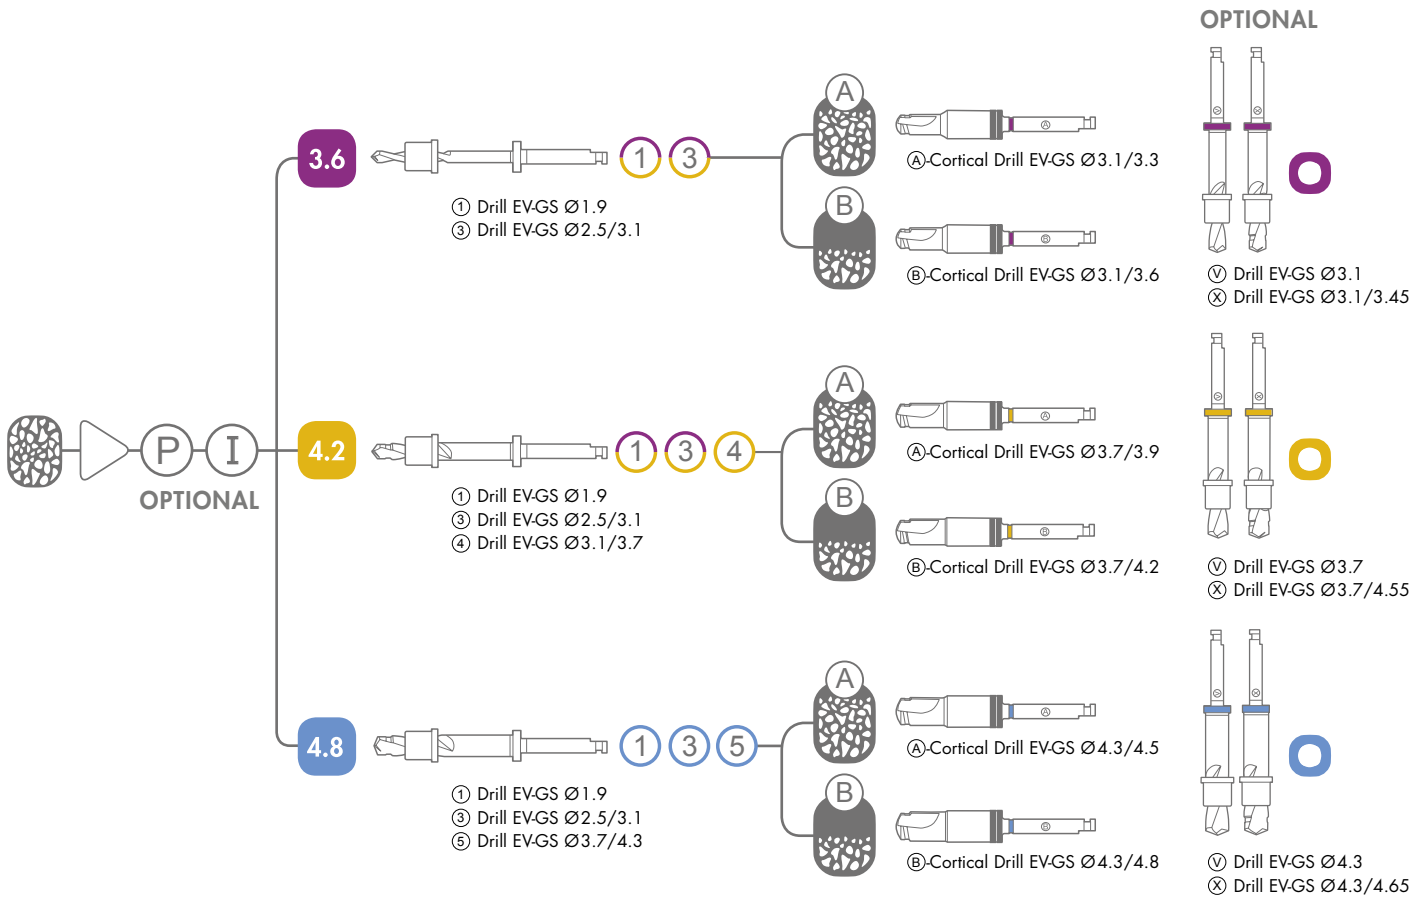 OPTIONAL
3.6
1 3
① Drill EV-GS Ø1.9
③ Drill EV-GS Ø2.5/3.1
A
Ⓐ
Ⓐ-Cortical Drill EV-GS Ø3.1/3.3
B
Ⓑ
Ⓑ-Cortical Drill EV-GS Ø3.1/3.6
Ⓥ Ⓧ
Ⓥ Drill EV-GS Ø3.1
Ⓧ Drill EV-GS Ø3.1/3.45
P I
OPTIONAL
4.2
1 3 4
① Drill EV-GS Ø1.9
③ Drill EV-GS Ø2.5/3.1
④ Drill EV-GS Ø3.1/3.7
A
Ⓐ
Ⓐ-Cortical Drill EV-GS Ø3.7/3.9
B
Ⓑ
Ⓑ-Cortical Drill EV-GS Ø3.7/4.2
Ⓥ Ⓧ
Ⓥ Drill EV-GS Ø3.7
Ⓧ Drill EV-GS Ø3.7/4.55
4.8
1 3 5
① Drill EV-GS Ø1.9
③ Drill EV-GS Ø2.5/3.1
⑤ Drill EV-GS Ø3.7/4.3
A
Ⓐ
Ⓐ-Cortical Drill EV-GS Ø4.3/4.5
B
Ⓑ
Ⓑ-Cortical Drill EV-GS Ø4.3/4.8
Ⓥ Ⓧ
Ⓥ Drill EV-GS Ø4.3
Ⓧ Drill EV-GS Ø4.3/4.65